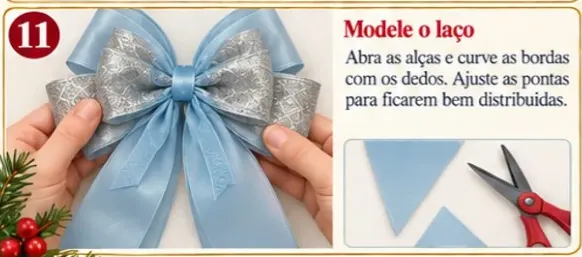 11
Modele o laço
Abra as alças e curve as bordas
com os dedos. Ajuste as pontas
para ficarem bem distribuidas.